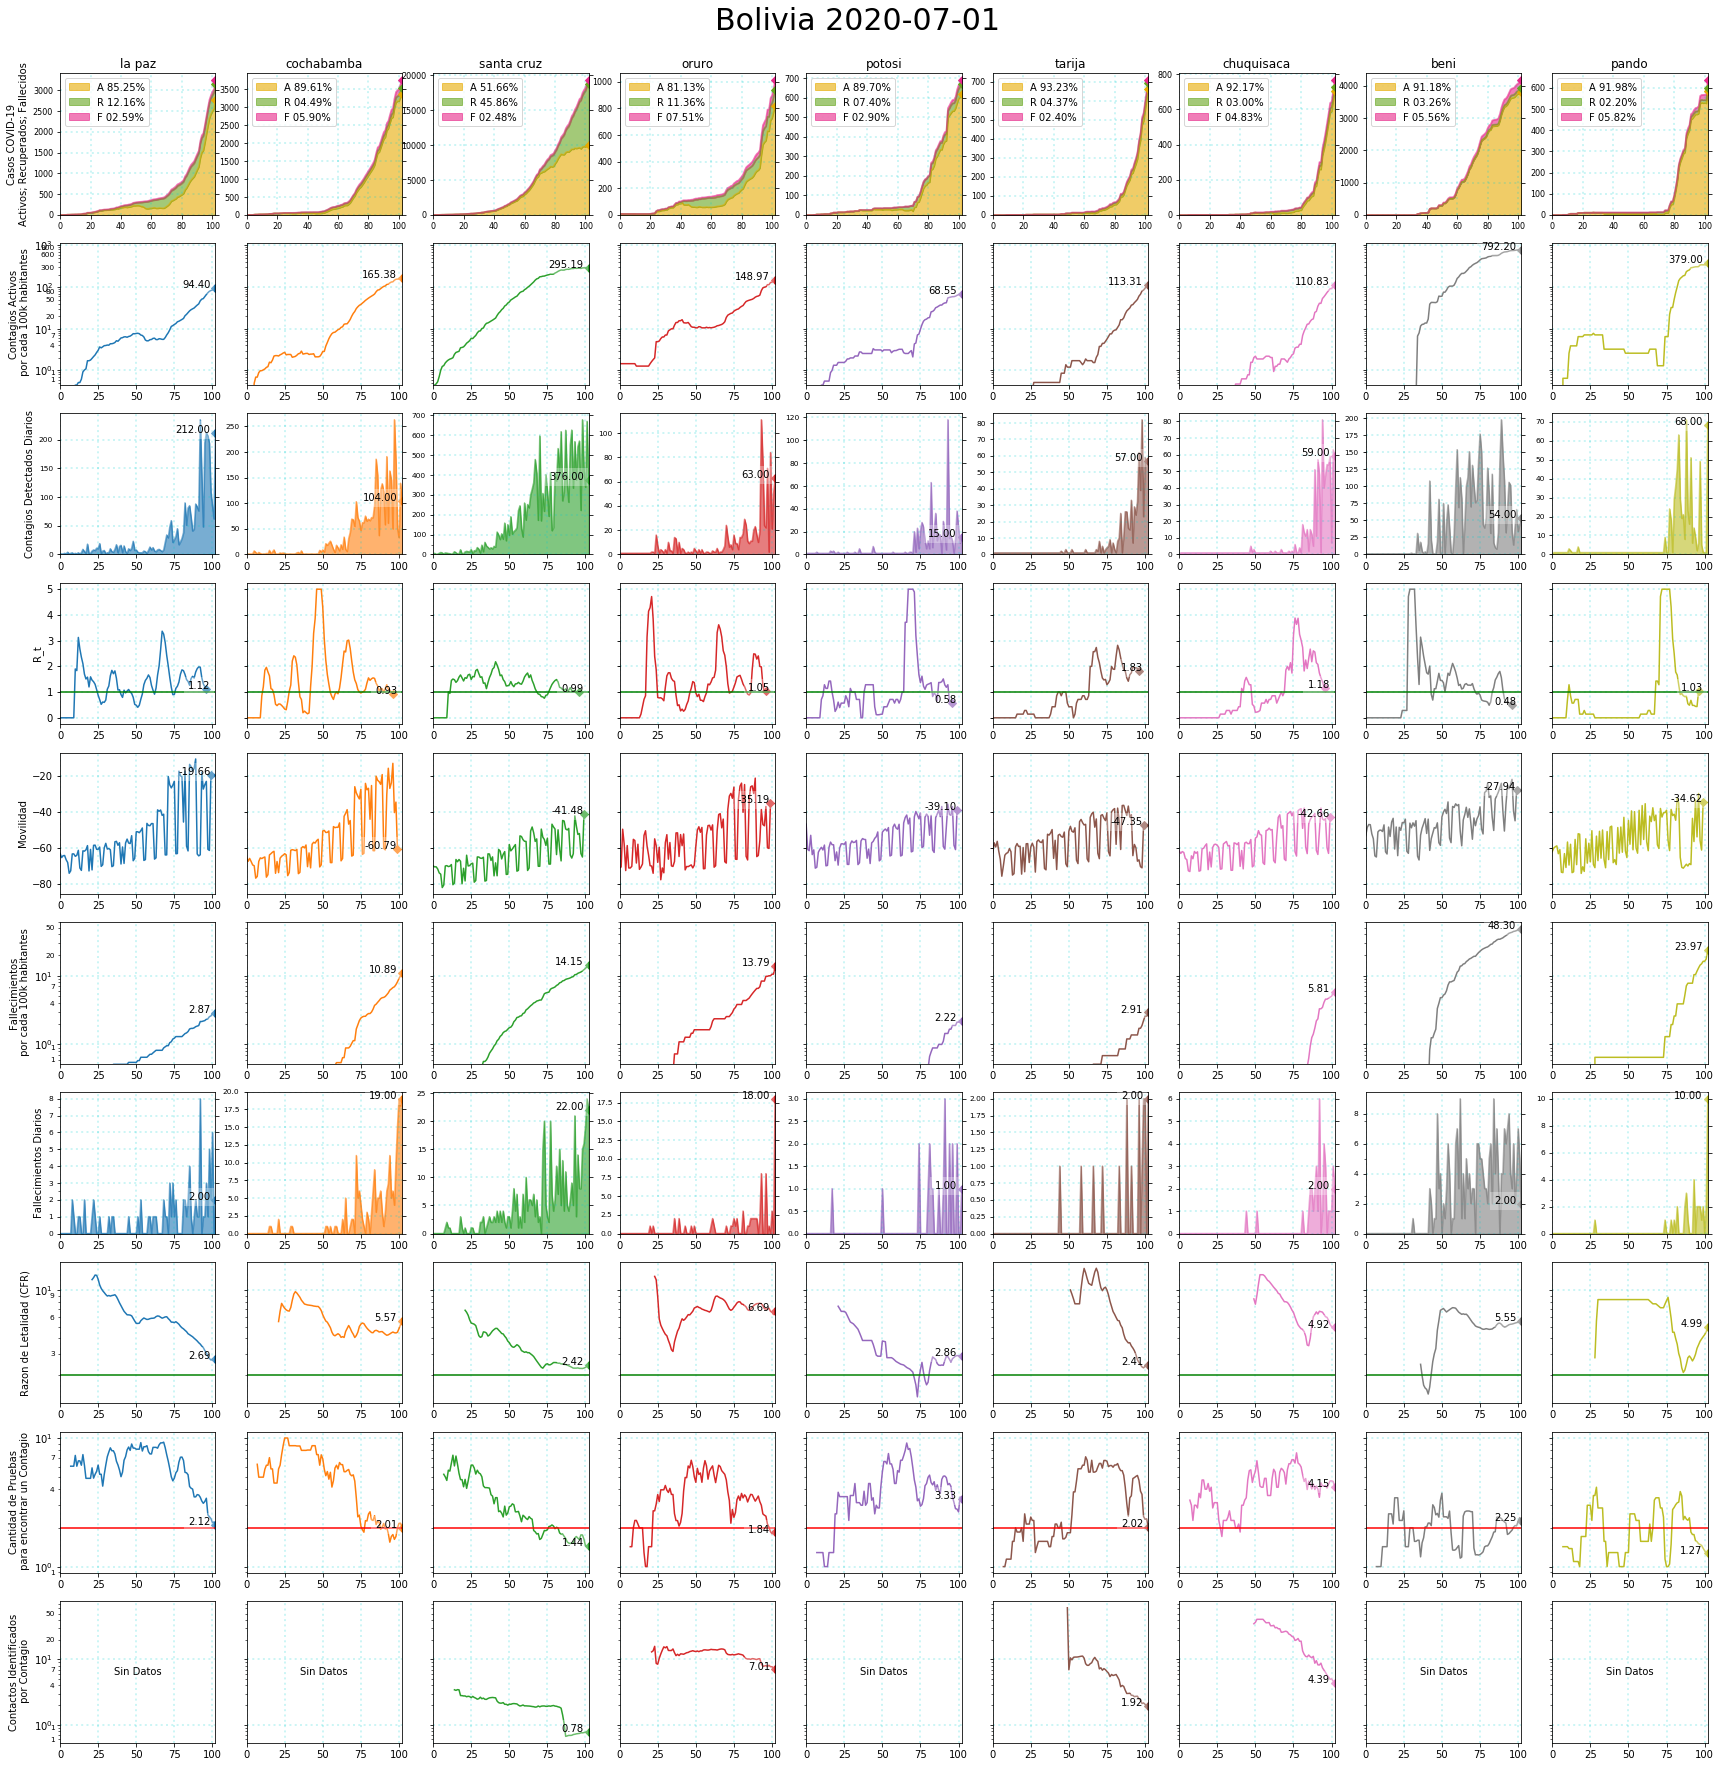 Bolivia 2020-07-01
la paz
cochabamba
santa cruz
oruro
potosi
tarija
chuquisaca
beni
pando
Casos COVID-19
Activos; Recuperados; Fallecidos
A 85.25%
R 12.16%
F 02.59%
A 89.61%
R 04.49%
F 05.90%
A 51.66%
R 45.86%
F 02.48%
A 81.13%
R 11.36%
F 07.51%
A 89.70%
R 07.40%
F 02.90%
A 93.23%
R 04.37%
F 02.40%
A 92.17%
R 03.00%
F 04.83%
A 91.18%
R 03.26%
F 05.56%
A 91.98%
R 02.20%
F 05.82%
Contagios Activos
por cada 100k habitantes
94.40
165.38
295.19
148.97
68.55
113.31
110.83
792.20
379.00
Contagios Detectados Diarios
212.00
104.00
376.00
63.00
15.00
57.00
59.00
54.00
68.00
R_t
1.12
0.93
0.99
1.05
0.58
1.83
1.18
0.48
1.03
Movilidad
-19.66
-60.79
-41.48
-35.19
-39.10
-47.35
-42.66
-27.94
-34.62
Fallecimientos
por cada 100k habitantes
2.87
10.89
14.15
13.79
2.22
2.91
5.81
48.30
23.97
Fallecimientos Diarios
2.00
19.00
22.00
18.00
1.00
2.00
2.00
2.00
10.00
Razon de Letalidad (CFR)
2.69
5.57
2.42
6.69
2.86
2.41
4.92
5.55
4.99
Cantidad de Pruebas
para encontrar un Contagio
2.12
2.01
1.44
1.84
3.33
2.02
4.15
2.25
1.27
Contactos Identificados
por Contagio
Sin Datos
Sin Datos
0.78
7.01
Sin Datos
1.92
4.39
Sin Datos
Sin Datos